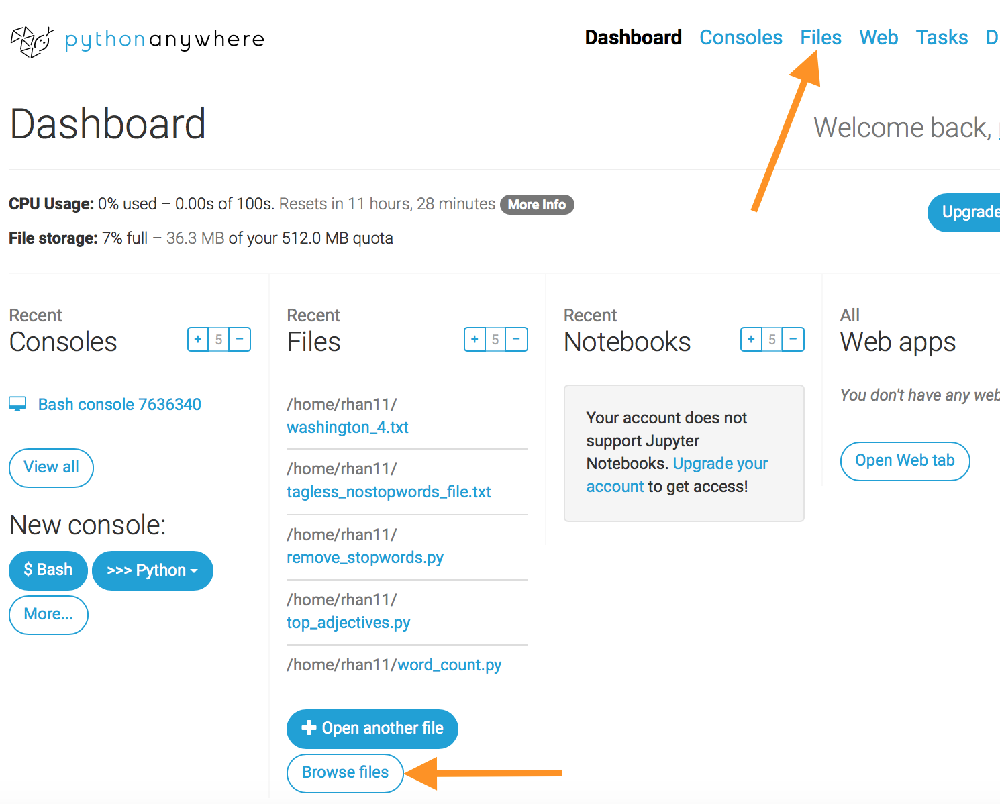 pythonanywhere
Dashboard Consoles Files Web Tasks D
Dashboard
Welcome back,
CPU Usage: 0% used – 0.00s of 100s. Resets in 11 hours, 28 minutes More Info
Upgrade
File storage: 7% full – 36.3 MB of your 512.0 MB quota
Recent
Consoles
+ 5 −
Bash console 7636340
View all
New console:
$ Bash >>> Python
More...
Recent
Files
+ 5 −
/home/rhan11/
washington_4.txt
/home/rhan11/
tagless_nostopwords_file.txt
/home/rhan11/
remove_stopwords.py
/home/rhan11/
top_adjectives.py
/home/rhan11/word_count.py
Open another file
Browse files
Recent
Notebooks
+ 5 −
Your account does not
support Jupyter
Notebooks. Upgrade your
account to get access!
All
Web apps
You don't have any web
Open Web tab